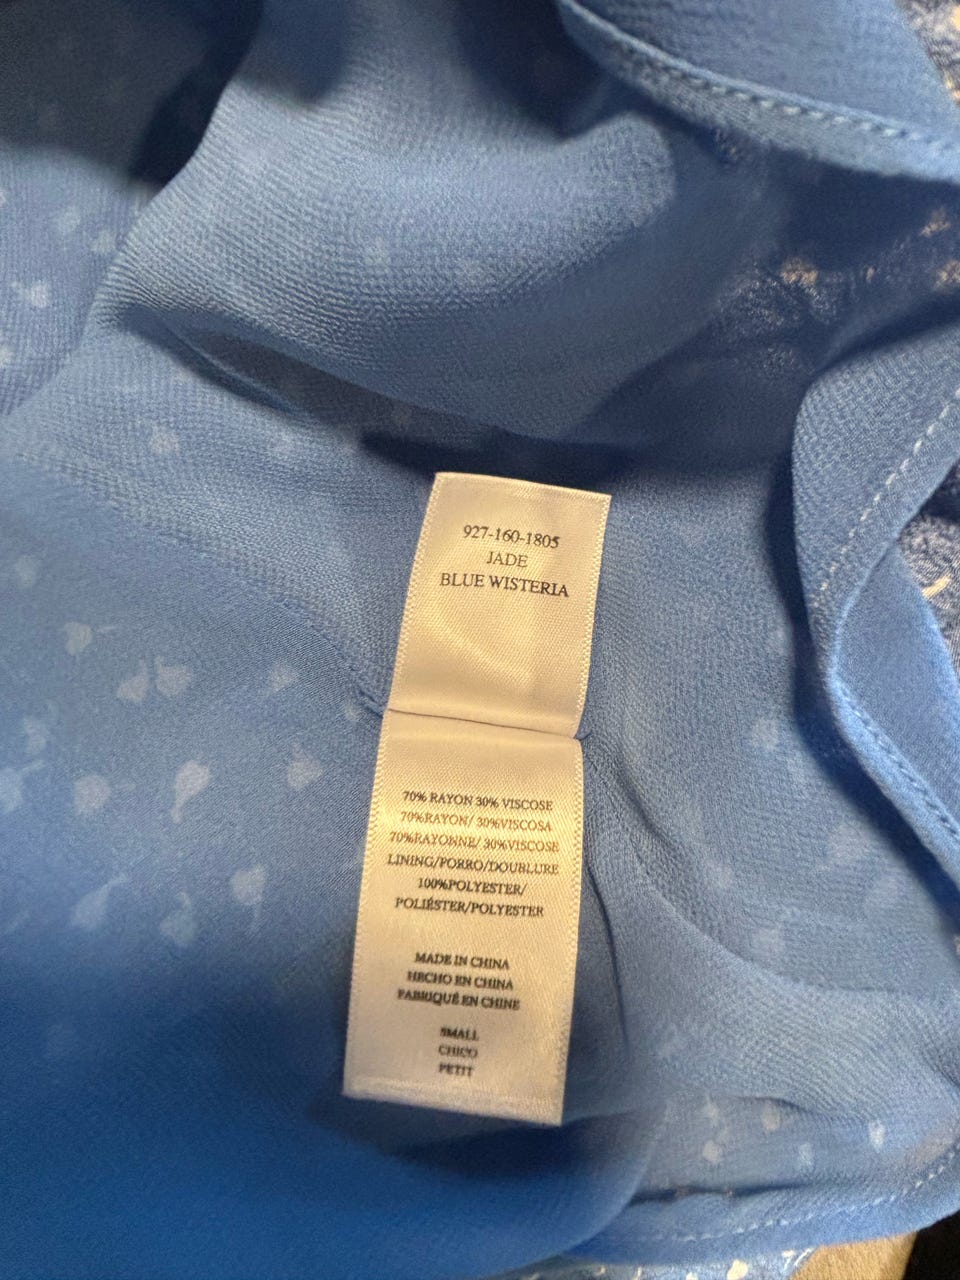 927-160-1805
JADE
BLUE WISTERIA
70% RAYON 30% VISCOSE
70%RAYON/ 30%VISCOSA
70%RAYONNE/ 30%VISCOSE
LINING/PORRO/DOUBLURE
100%POLYESTER/
POLIÉSTER/POLYESTER
MADE IN CHINA
HECHO EN CHINA
FABRIQUÉ EN CHINE
SMALL
CHICO
PETIT